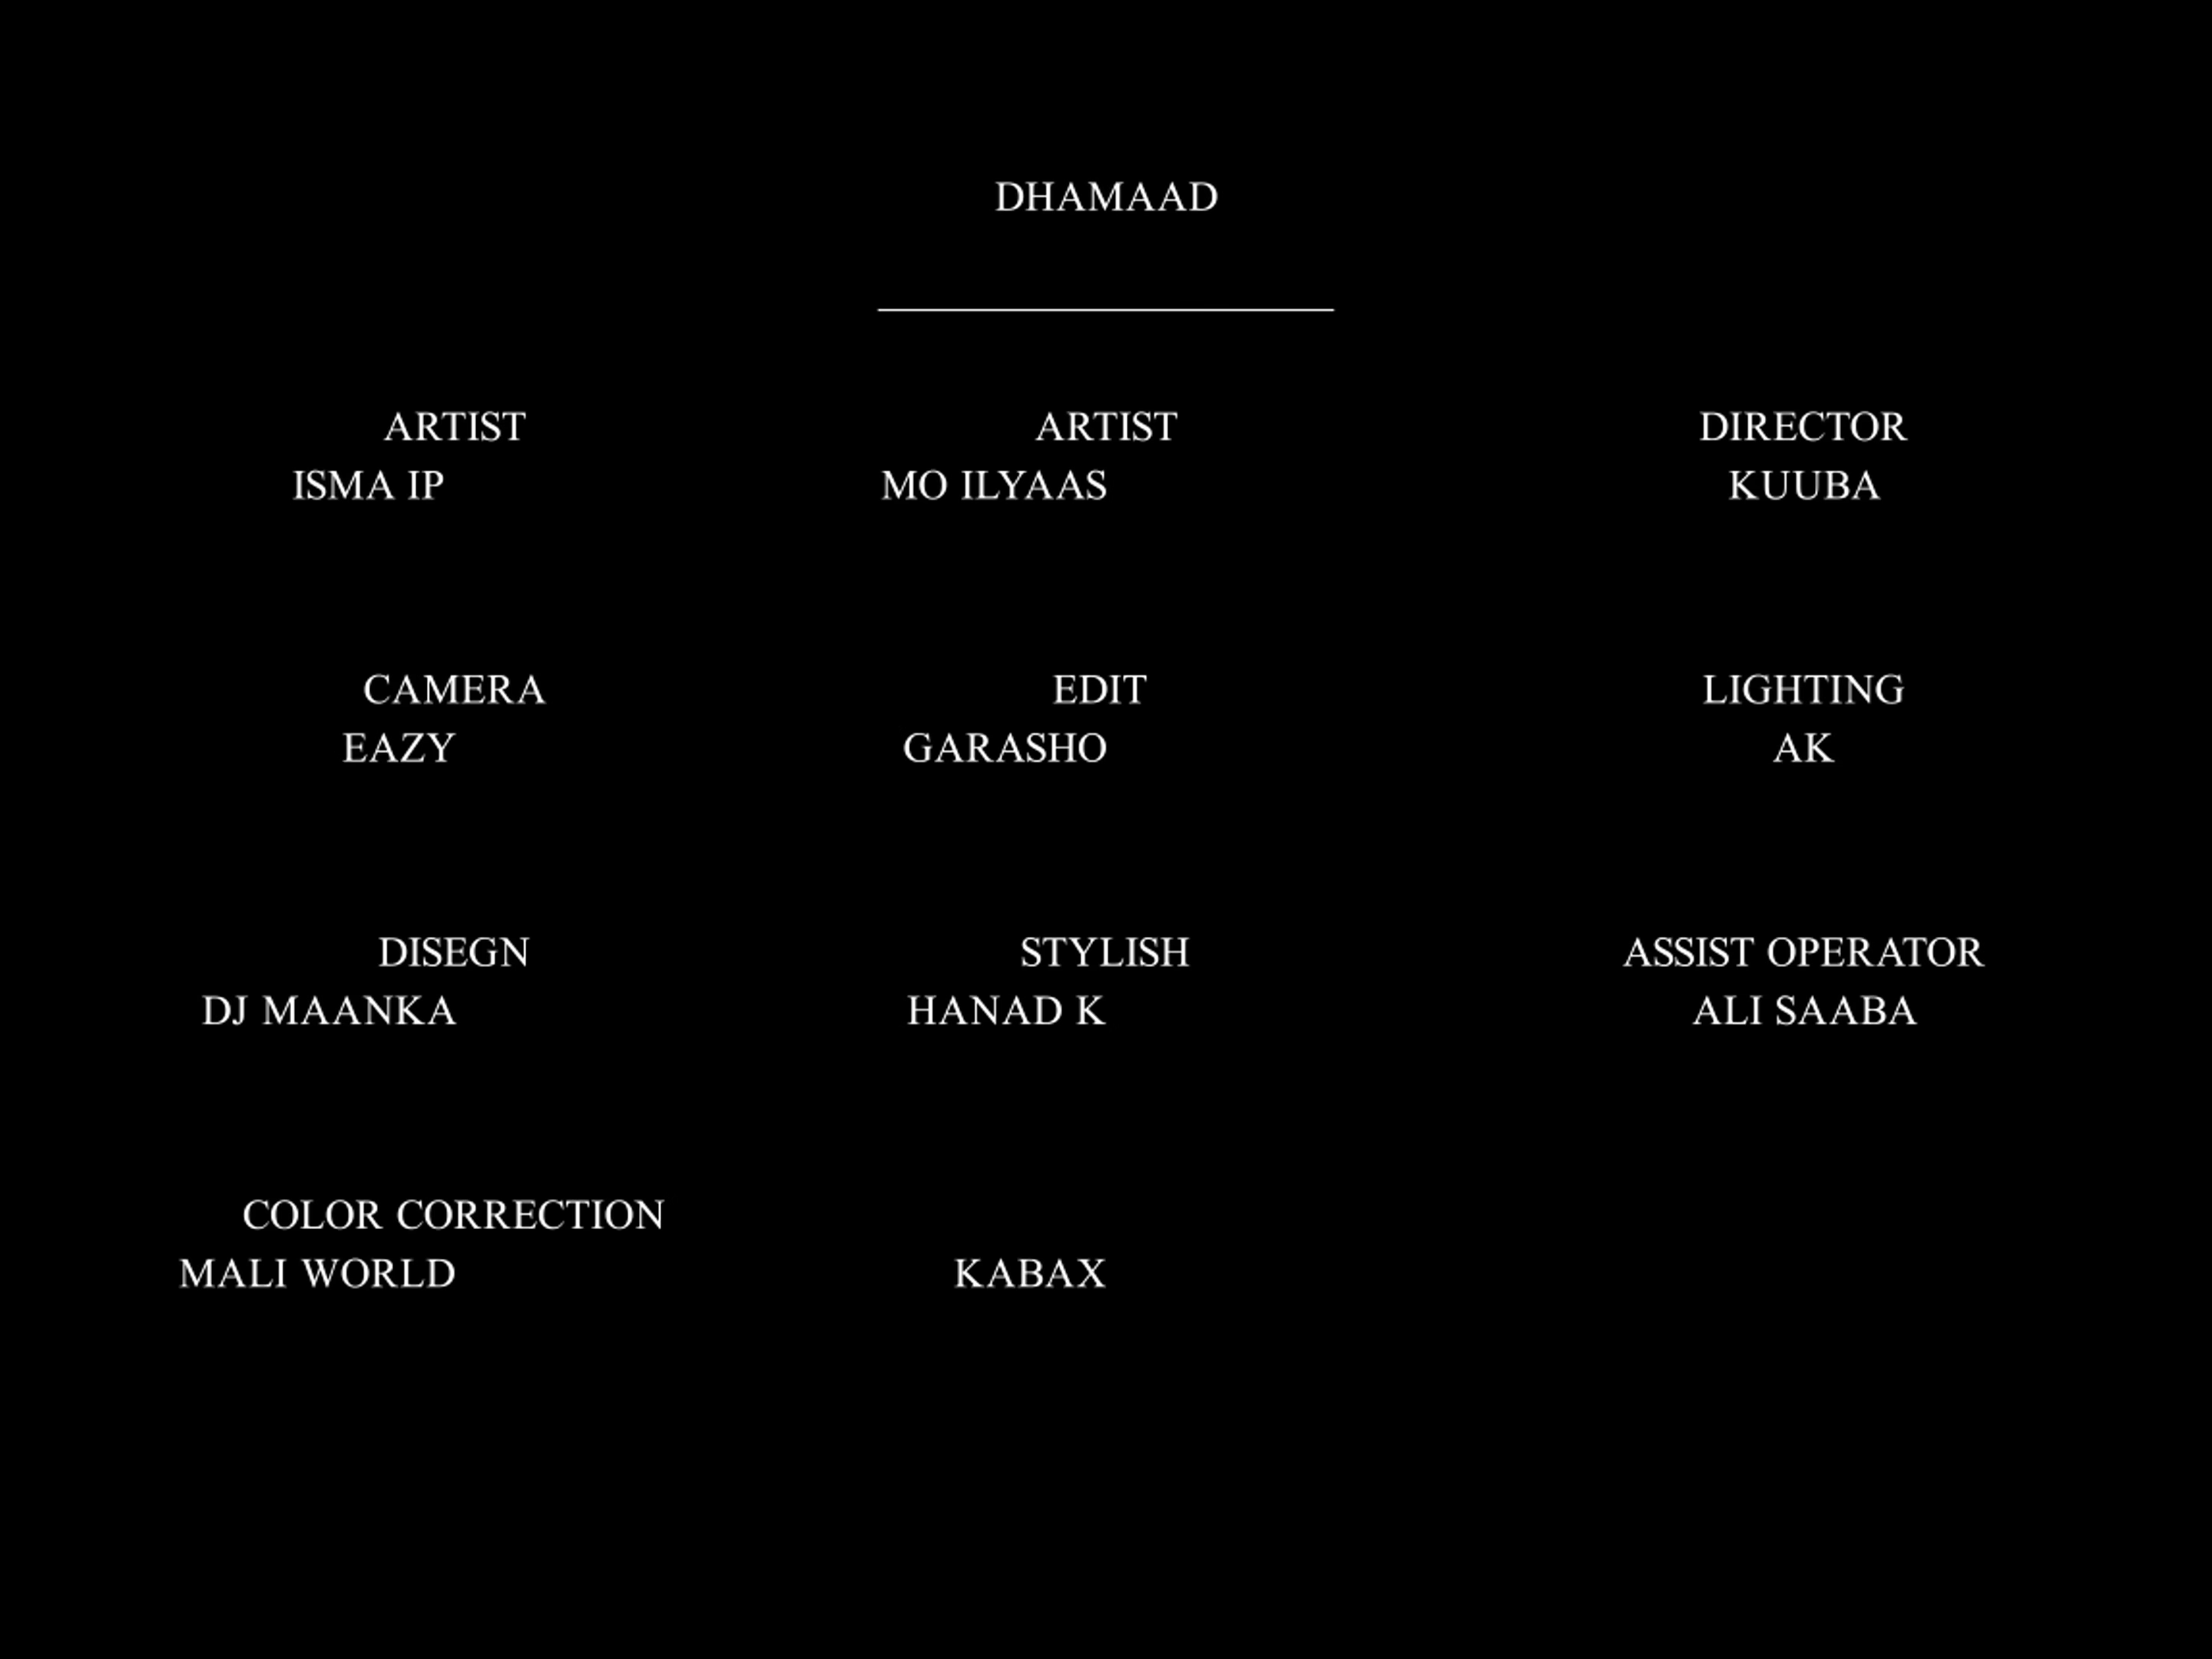 DHAMAAD
ARTIST
ISMA IP
ARTIST
MO ILYAAS
DIRECTOR
KUUBA
CAMERA
EAZY
EDIT
GARASHO
LIGHTING
AK
DISEGN
DJ MAANKA
STYLISH
HANAD K
ASSIST OPERATOR
ALI SAABA
COLOR CORRECTION
MALI WORLD
KABAX